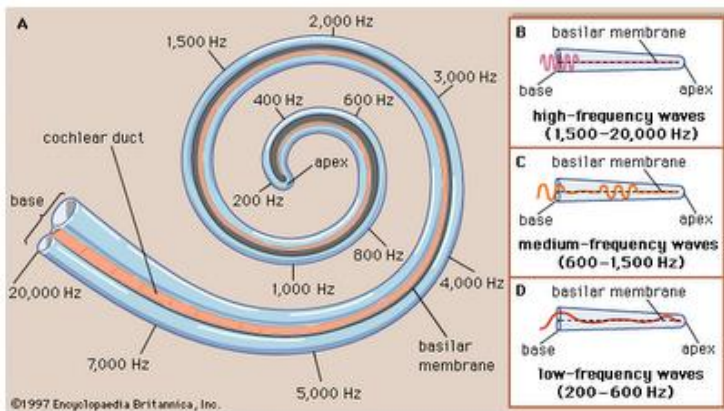 A
2,000 Hz
1,500 Hz
3,000 Hz
400 Hz
600 Hz
cochlear duct
apex
200 Hz
base
800 Hz
1,000 Hz
4,000 Hz
20,000 Hz
basilar
membrane
7,000 Hz
5,000 Hz
©1997 Encyclopaedia Britannica, Inc.
B
basilar membrane
base
apex
high-frequency waves
(1,500–20,000 Hz)
C
basilar membrane
base
apex
medium-frequency waves
(600–1,500 Hz)
D
basilar membrane
base
apex
low-frequency waves
(200–600 Hz)